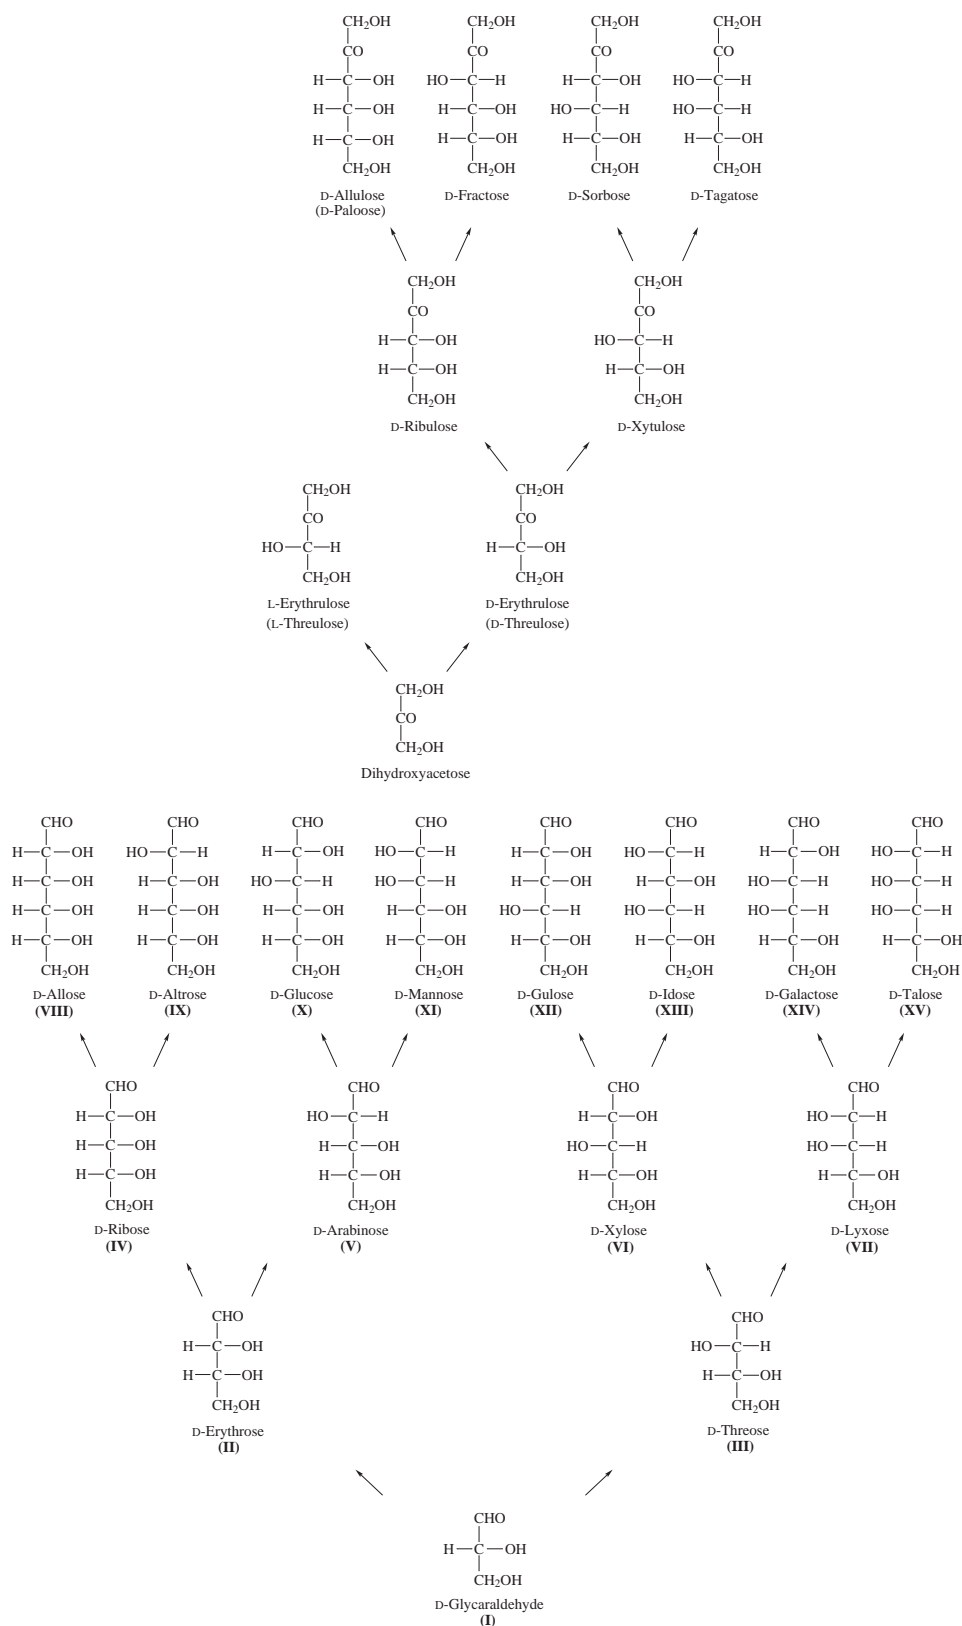 CH2OH CH2OH CH2OH CH2OH
CO CO CO CO
H—C—OH HO—C—H H—C—OH HO—C—H
H—C—OH H—C—OH HO—C—H HO—C—H
H—C—OH H—C—OH H—C—OH H—C—OH
CH2OH CH2OH CH2OH CH2OH
D-Allulose D-Fractose D-Sorbose D-Tagatose
(D-Paloose)
CH2OH CH2OH
CO CO
H—C—OH HO—C—H
H—C—OH H—C—OH
CH2OH CH2OH
D-Ribulose D-Xytulose
CH2OH CH2OH
CO CO
HO—C—H H—C—OH
CH2OH CH2OH
L-Erythrulose D-Erythrulose
(L-Threulose) (D-Threulose)
CH2OH
CO
CH2OH
Dihydroxyacetose
CHO CHO CHO CHO CHO CHO CHO CHO
H—C—OH HO—C—H H—C—OH HO—C—H H—C—OH HO—C—H H—C—OH HO—C—H
H—C—OH H—C—OH HO—C—H HO—C—H H—C—OH H—C—OH HO—C—H HO—C—H
H—C—OH H—C—OH H—C—OH H—C—OH HO—C—H HO—C—H HO—C—H HO—C—H
H—C—OH H—C—OH H—C—OH H—C—OH H—C—OH H—C—OH H—C—OH H—C—OH
CH2OH CH2OH CH2OH CH2OH CH2OH CH2OH CH2OH CH2OH
D-Allose D-Altrose D-Glucose D-Mannose D-Gulose D-Idose D-Galactose D-Talose
(VIII) (IX) (X) (XI) (XII) (XIII) (XIV) (XV)
CHO CHO CHO CHO
H—C—OH HO—C—H H—C—OH HO—C—H
H—C—OH H—C—OH HO—C—H HO—C—H
H—C—OH H—C—OH H—C—OH H—C—OH
CH2OH CH2OH CH2OH CH2OH
D-Ribose D-Arabinose D-Xylose D-Lyxose
(IV) (V) (VI) (VII)
CHO CHO
H—C—OH HO—C—H
H—C—OH H—C—OH
CH2OH CH2OH
D-Erythrose D-Threose
(II) (III)
CHO
H—C—OH
CH2OH
D-Glycaraldehyde
(I)